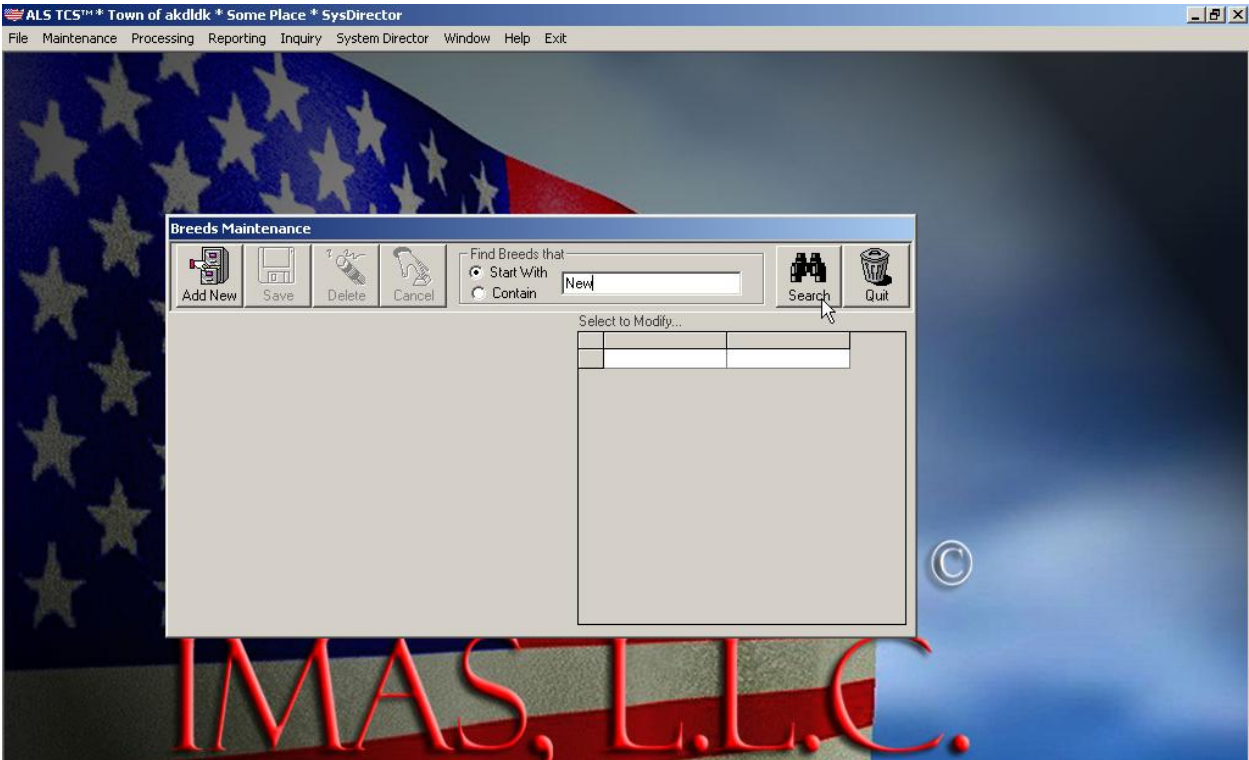 ALS TCS™ * Town of akdldk * Some Place * SysDirector
File Maintenance Processing Reporting Inquiry System Director Window Help Exit
Breeds Maintenance
Add New Save Delete Cancel
Find Breeds that
Start With
Contain
New
Search Quit
Select to Modify...
©
IMAS, L.L.C.